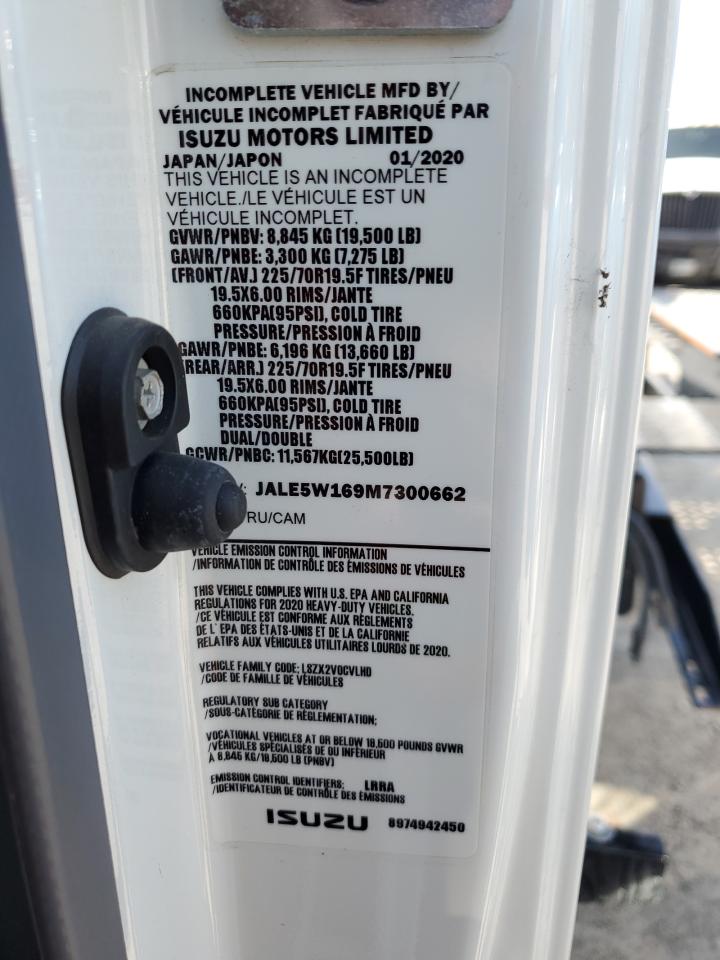 INCOMPLETE VEHICLE MFD BY/
VÉHICULE INCOMPLET FABRIQUÉ PAR
ISUZU MOTORS LIMITED
JAPAN/JAPON 01/2020
THIS VEHICLE IS AN INCOMPLETE
VEHICLE./LE VÉHICULE EST UN
VÉHICULE INCOMPLET.
GVWR/PNBV: 8,845 KG (19,500 LB)
GAWR/PNBE: 3,300 KG (7,275 LB)
(FRONT/AV.) 225/70R19.5F TIRES/PNEU
19.5X6.00 RIMS/JANTE
660KPA(95PSI), COLD TIRE
PRESSURE/PRESSION À FROID
GAWR/PNBE: 6,196 KG (13,660 LB)
(REAR/ARR.) 225/70R19.5F TIRES/PNEU
19.5X6.00 RIMS/JANTE
660KPA(95PSI), COLD TIRE
PRESSURE/PRESSION À FROID
DUAL/DOUBLE
GCWR/PNBC: 11,567KG(25,500LB)
JALE5W169M7300662
RU/CAM
VEHICLE EMISSION CONTROL INFORMATION
/INFORMATION DE CONTRÔLE DES ÉMISSIONS DE VÉHICULES
THIS VEHICLE COMPLIES WITH U.S. EPA AND CALIFORNIA
REGULATIONS FOR 2020 HEAVY-DUTY VEHICLES.
/CE VÉHICULE EST CONFORME AUX RÈGLEMENTS
DE L' EPA DES ÉTATS-UNIS ET DE LA CALIFORNIE
RELATIFS AUX VÉHICULES UTILITAIRES LOURDS DE 2020.
VEHICLE FAMILY CODE: LSZX2VOCVLHD
/CODE DE FAMILLE DE VÉHICULES
REGULATORY SUB CATEGORY
/SOUS-CATÉGORIE DE RÉGLEMENTATION:
VOCATIONAL VEHICLES AT OR BELOW 19,500 POUNDS GVWR
/VÉHICULES SPÉCIALISÉS DE OU INFÉRIEUR
À 8,845 KG/19,500 LB (PNBV)
EMISSION CONTROL IDENTIFIERS: LRRA
/IDENTIFICATEUR DE CONTRÔLE DES ÉMISSIONS
ISUZU 8974942450